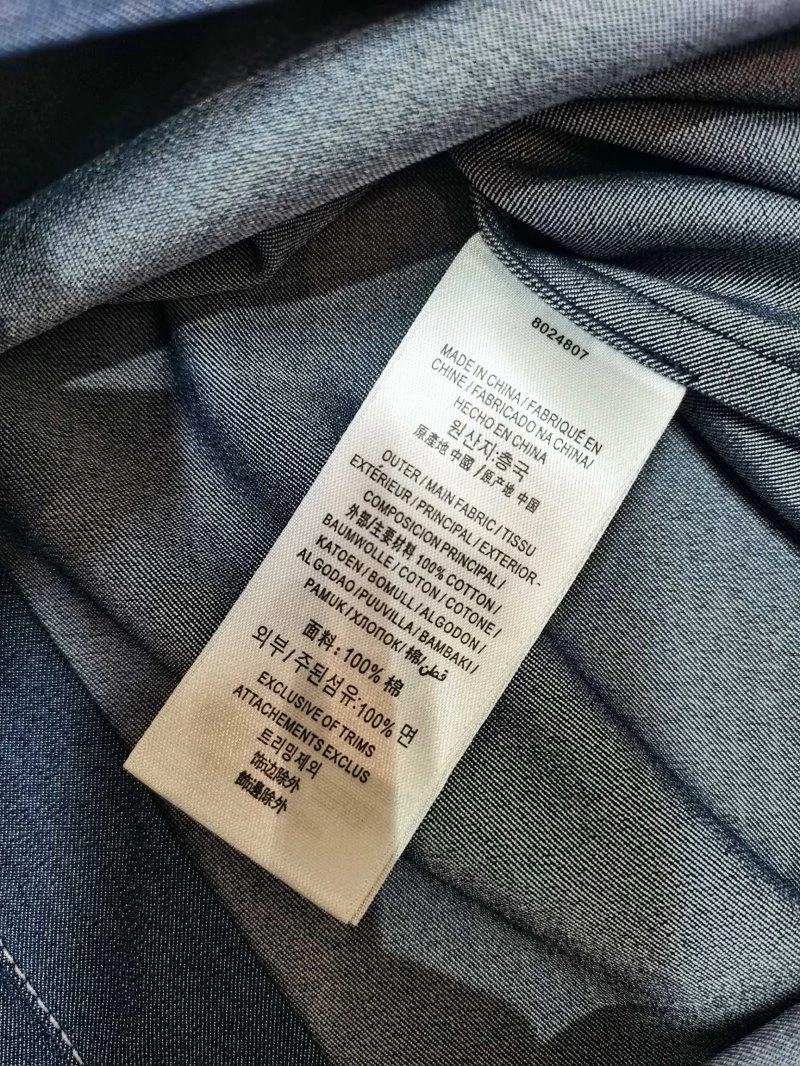 8024807
MADE IN CHINA / FABRIQUÉ EN
CHINE / FABRICADO NA CHINA/
HECHO EN CHINA
원산지:중국
原產地 中國 /原产地 中国
OUTER / MAIN FABRIC / TISSU
EXTÉRIEUR / PRINCIPAL / EXTERIOR-
COMPOSICION PRINCIPAL /
外部/主要材料 100% COTTON /
BAUMWOLLE / COTON / COTONE /
KATOEN / BOMULL / ALGODON /
ALGODAO / PUUVILLA / BAMBAKI /
PAMUK / ХЛОПОК/ 棉/ قطن
面料: 100% 棉
외부/주된섬유:100% 면
EXCLUSIVE OF TRIMS
ATTACHEMENTS EXCLUS
트리밍제외
饰边除外
飾邊除外